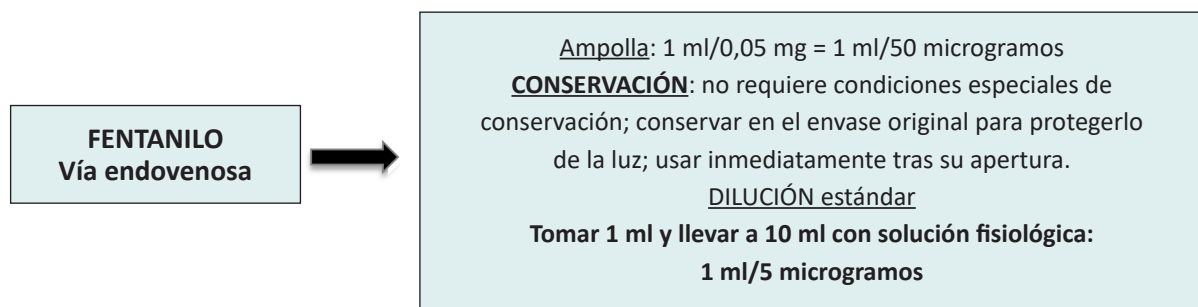 FENTANILO
Vía endovenosa
Ampolla: 1 ml/0,05 mg = 1 ml/50 microgramos
CONSERVACIÓN: no requiere condiciones especiales de
conservación; conservar en el envase original para protegerlo
de la luz; usar inmediatamente tras su apertura.
DILUCIÓN estándar
Tomar 1 ml y llevar a 10 ml con solución fisiológica:
1 ml/5 microgramos